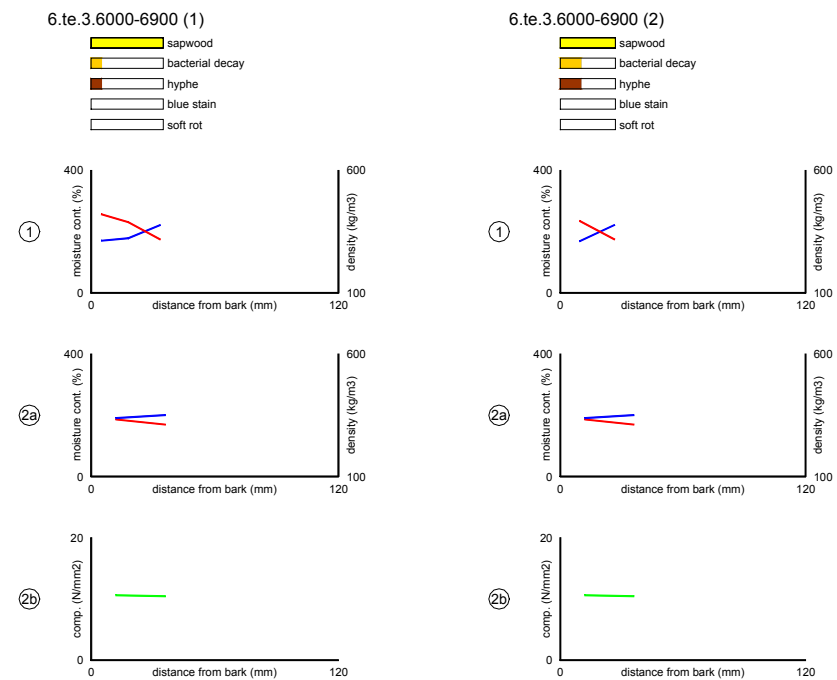 6.te.3.6000-6900 (1)
sapwood
bacterial decay
hyphe
blue stain
soft rot
1
400
0
moisture cont. (%)
600
100
density (kg/m3)
0
distance from bark (mm)
120
2a
400
0
moisture cont. (%)
600
100
density (kg/m3)
0
distance from bark (mm)
120
2b
20
0
comp. (N/mm2)
0
distance from bark (mm)
120
6.te.3.6000-6900 (2)
sapwood
bacterial decay
hyphe
blue stain
soft rot
1
400
0
moisture cont. (%)
600
100
density (kg/m3)
0
distance from bark (mm)
120
2a
400
0
moisture cont. (%)
600
100
density (kg/m3)
0
distance from bark (mm)
120
2b
20
0
comp. (N/mm2)
0
distance from bark (mm)
120